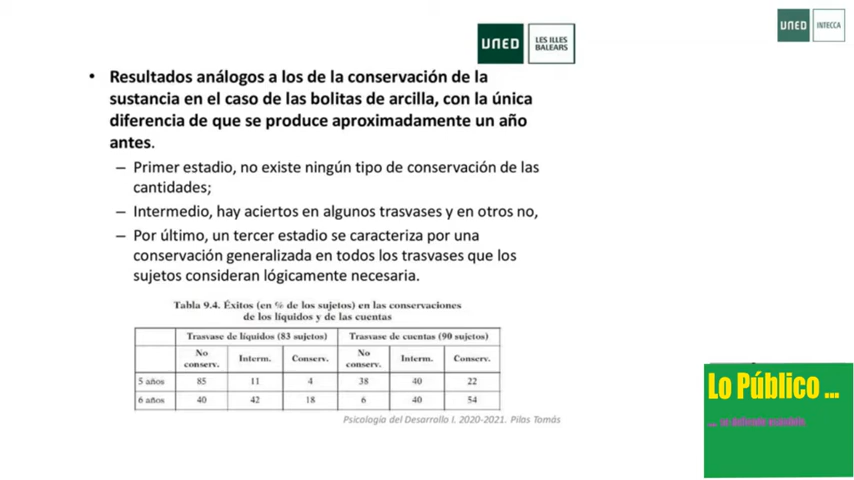 UNED LES ILLES
BALEARS
UNED INTECCA
• Resultados análogos a los de la conservación de la
sustancia en el caso de las bolitas de arcilla, con la única
diferencia de que se produce aproximadamente un año
antes.
– Primer estadio, no existe ningún tipo de conservación de las
cantidades;
– Intermedio, hay aciertos en algunos trasvases y en otros no,
– Por último, un tercer estadio se caracteriza por una
conservación generalizada en todos los trasvases que los
sujetos consideran lógicamente necesaria.
Tabla 9.4. Éxitos (en % de los sujetos) en las conservaciones
de los líquidos y de las cuentas
Trasvase de líquidos (83 sujetos) Trasvase de cuentas (90 sujetos)
No conserv. Interm. Conserv. No conserv. Interm. Conserv.
5 años 85 11 4 38 40 22
6 años 40 42 18 6 40 54
Psicología del Desarrollo I. 2020-2021. Pilas Tomás
Lo Público ...